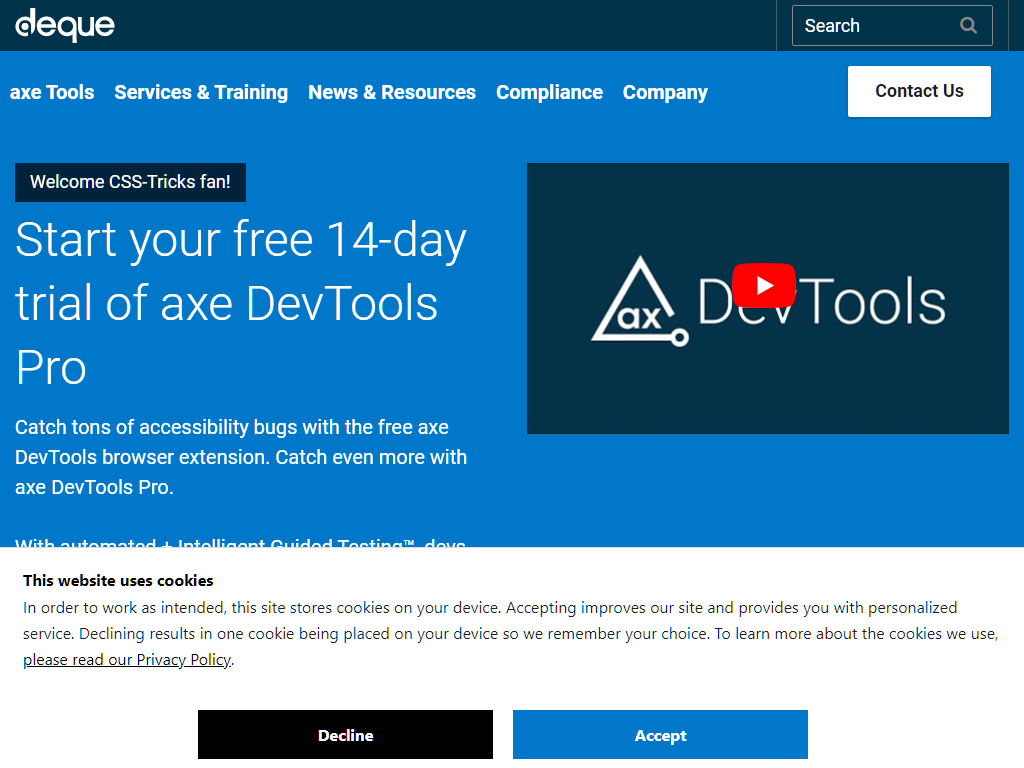 deque
Search
axe Tools Services & Training News & Resources Compliance Company
Contact Us
Welcome CSS-Tricks fan!
Start your free 14-day
trial of axe DevTools
Pro
ax DevTools
Catch tons of accessibility bugs with the free axe
DevTools browser extension. Catch even more with
axe DevTools Pro.
With automated + Intelligent Guided Testing™, devs
This website uses cookies
In order to work as intended, this site stores cookies on your device. Accepting improves our site and provides you with personalized
service. Declining results in one cookie being placed on your device so we remember your choice. To learn more about the cookies we use,
please read our Privacy Policy.
Decline
Accept